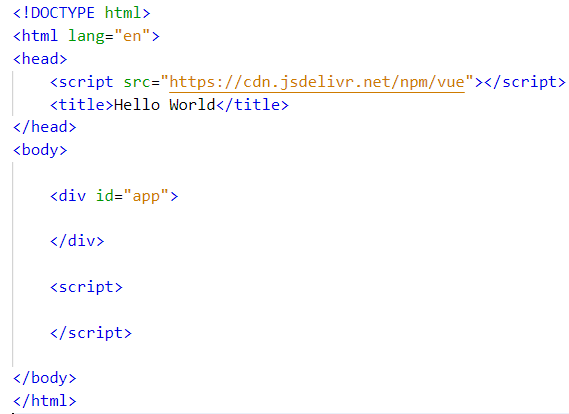 <!DOCTYPE html>
<html lang="en">
<head>
    <script src="https://cdn.jsdelivr.net/npm/vue"></script>
    <title>Hello World</title>
</head>
<body>
    <div id="app">
    </div>
    <script>
    </script>
</body>
</html>